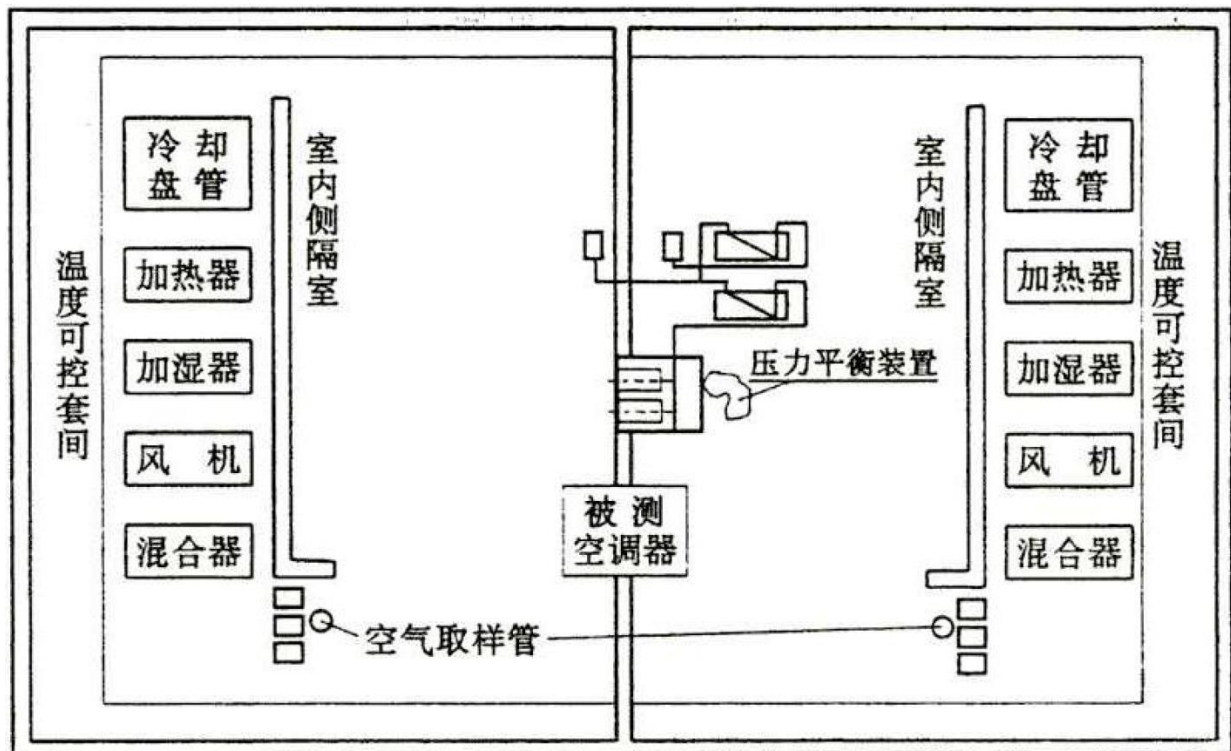 冷却
盘管
加热器
加湿器
风机
混合器
温度可控套间
室内侧隔室
空气取样管
被测
空调器
压力平衡装置
室内侧隔室
冷却
盘管
加热器
加湿器
风机
混合器
温度可控套间